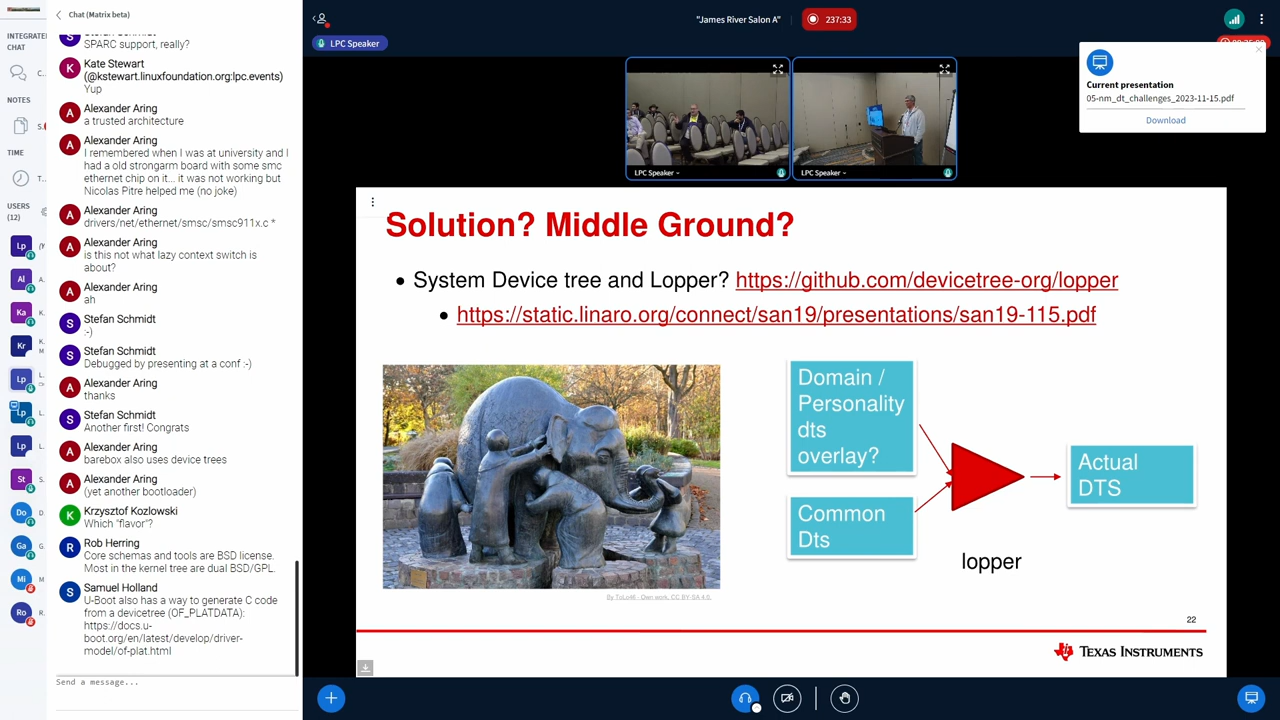 Chat (Matrix beta)
INTEGRATE
CHAT
NOTES
TIME
USERS
(12)
SPARC support, really?
Kate Stewart
(@kstewart.linuxfoundation.org:lpc.events)
Yup
Alexander Aring
a trusted architecture
Alexander Aring
I remembered when I was at university and I
had a old strongarm board with some smc
ethernet chip on it... it was not working but
Nicolas Pitre helped me (no joke)
Alexander Aring
drivers/net/ethernet/smsc/smsc911x.c *
Alexander Aring
is this not what lazy context switch is
about?
Alexander Aring
ah
Stefan Schmidt
:-)
Stefan Schmidt
Debugged by presenting at a conf :-)
Alexander Aring
thanks
Stefan Schmidt
Another first! Congrats
Alexander Aring
barebox also uses device trees
Alexander Aring
(yet another bootloader)
Krzysztof Kozlowski
Which "flavor"?
Rob Herring
Core schemas and tools are BSD license.
Most in the kernel tree are dual BSD/GPL.
Samuel Holland
U-Boot also has a way to generate C code
from a devicetree (OF_PLATDATA):
https://docs.u-
boot.org/en/latest/develop/driver-
model/of-plat.html
Send a message...
"James River Salon A"
237:33
LPC Speaker
LPC Speaker
LPC Speaker
Current presentation
05-nm_dt_challenges_2023-11-15.pdf
Download
Solution? Middle Ground?
• System Device tree and Lopper? https://github.com/devicetree-org/lopper
• https://static.linaro.org/connect/san19/presentations/san19-115.pdf
Domain /
Personality
dts
overlay?
Common
Dts
Actual
DTS
lopper
By ToLo46 - Own work, CC BY-SA 4.0,
22
TEXAS INSTRUMENTS